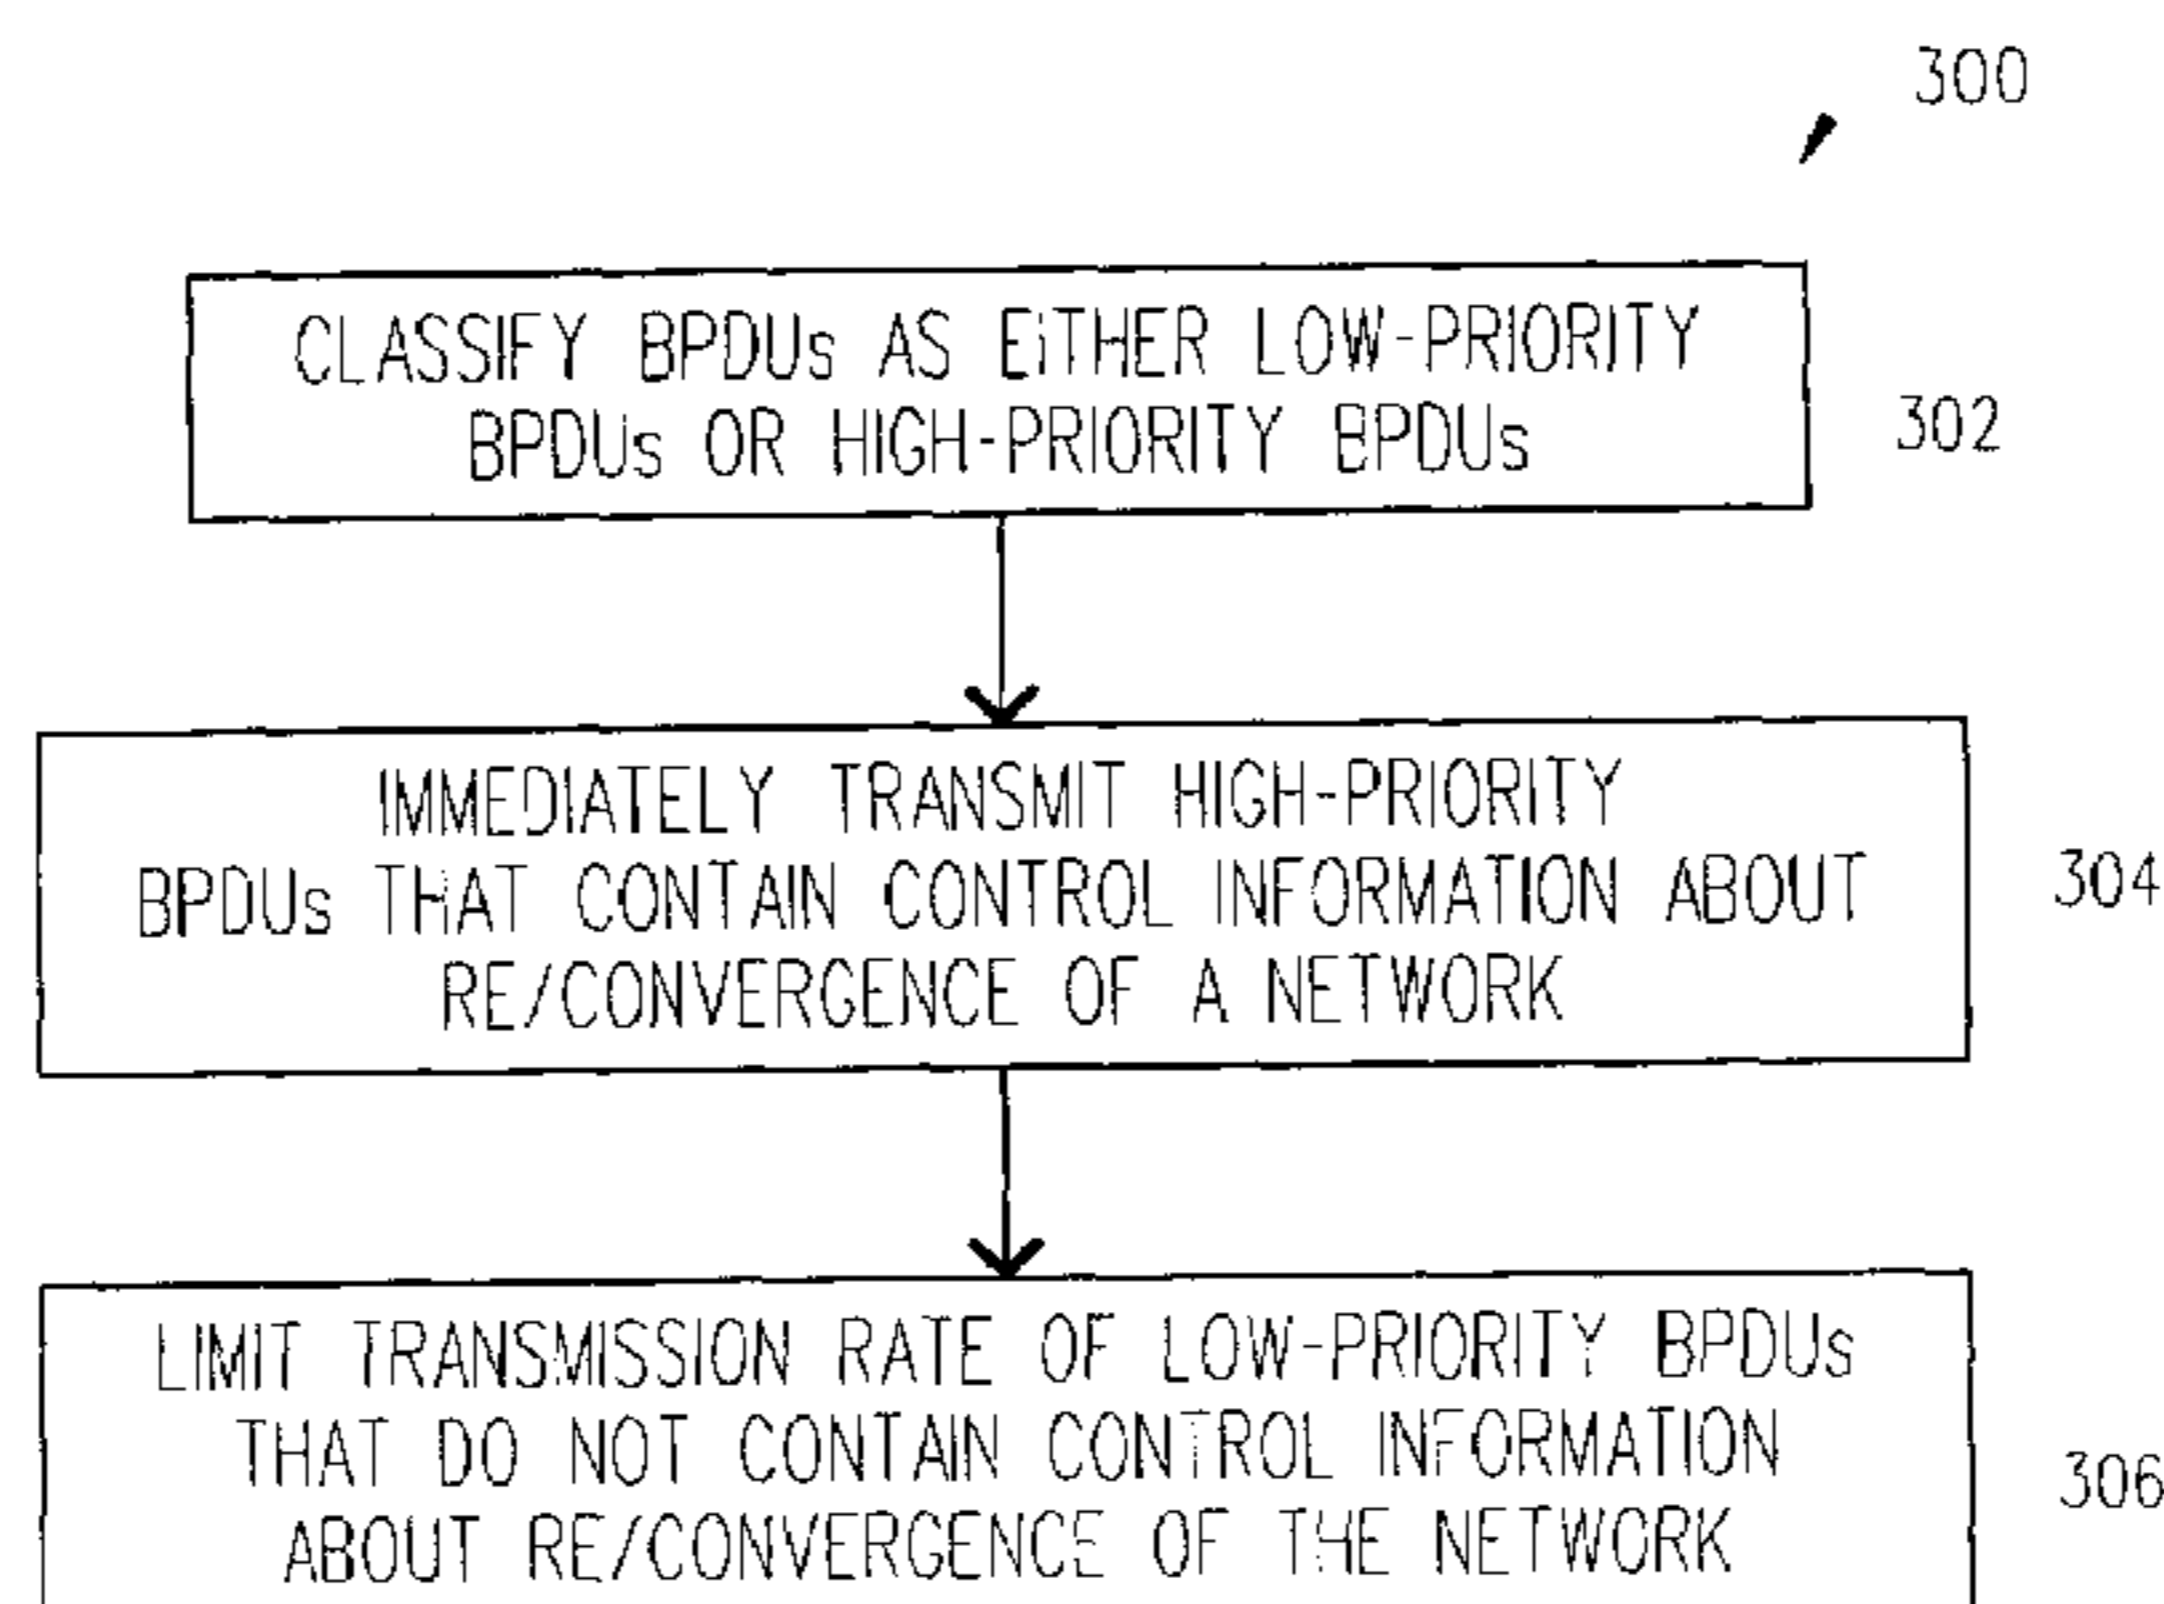 300
CLASSIFY BPDUs AS EITHER LOW-PRIORITY
BPDUs OR HIGH-PRIORITY BPDUs
302
IMMEDIATELY TRANSMIT HIGH-PRIORITY
BPDUs THAT CONTAIN CONTROL INFORMATION ABOUT
RE/CONVERGENCE OF A NETWORK
304
LIMIT TRANSMISSION RATE OF LOW-PRIORITY BPDUs
THAT DO NOT CONTAIN CONTROL INFORMATION
ABOUT RE/CONVERGENCE OF THE NETWORK
306